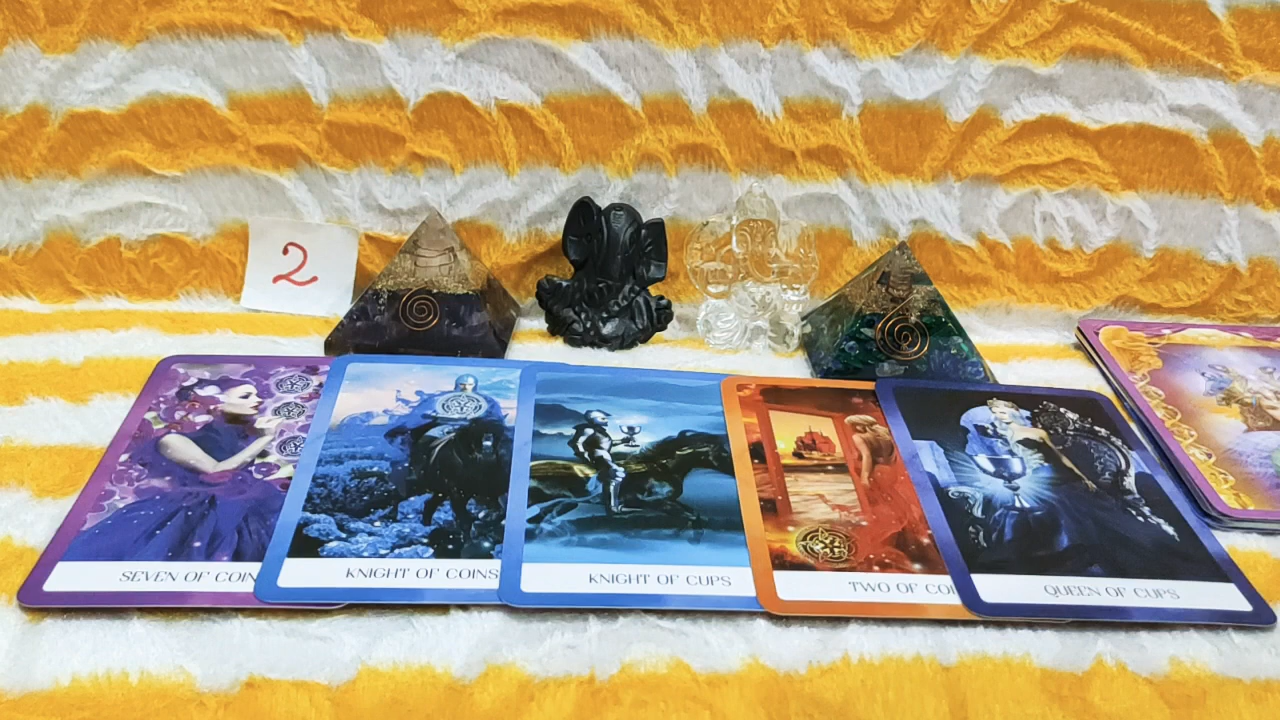 2
SEVEN OF COIN
KNIGHT OF COINS
KNIGHT OF CUPS
TWO OF COI
QUEEN OF CUPS